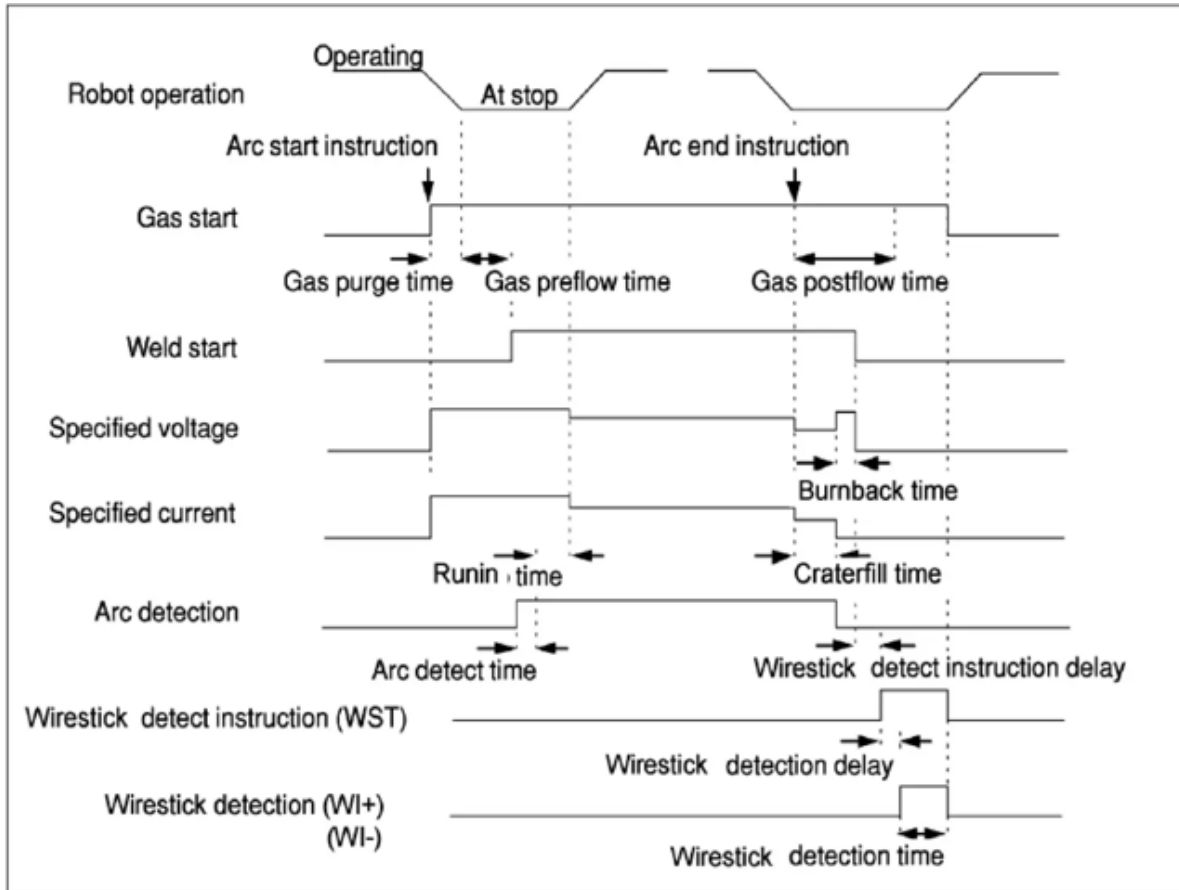 Operating
Robot operation
At stop
Arc start instruction
Arc end instruction
Gas start
Gas purge time
Gas preflow time
Gas postflow time
Weld start
Specified voltage
Burnback time
Specified current
Runin time
Craterfill time
Arc detection
Arc detect time
Wirestick detect instruction delay
Wirestick detect instruction (WST)
Wirestick detection delay
Wirestick detection (WI+)
(WI-)
Wirestick detection time